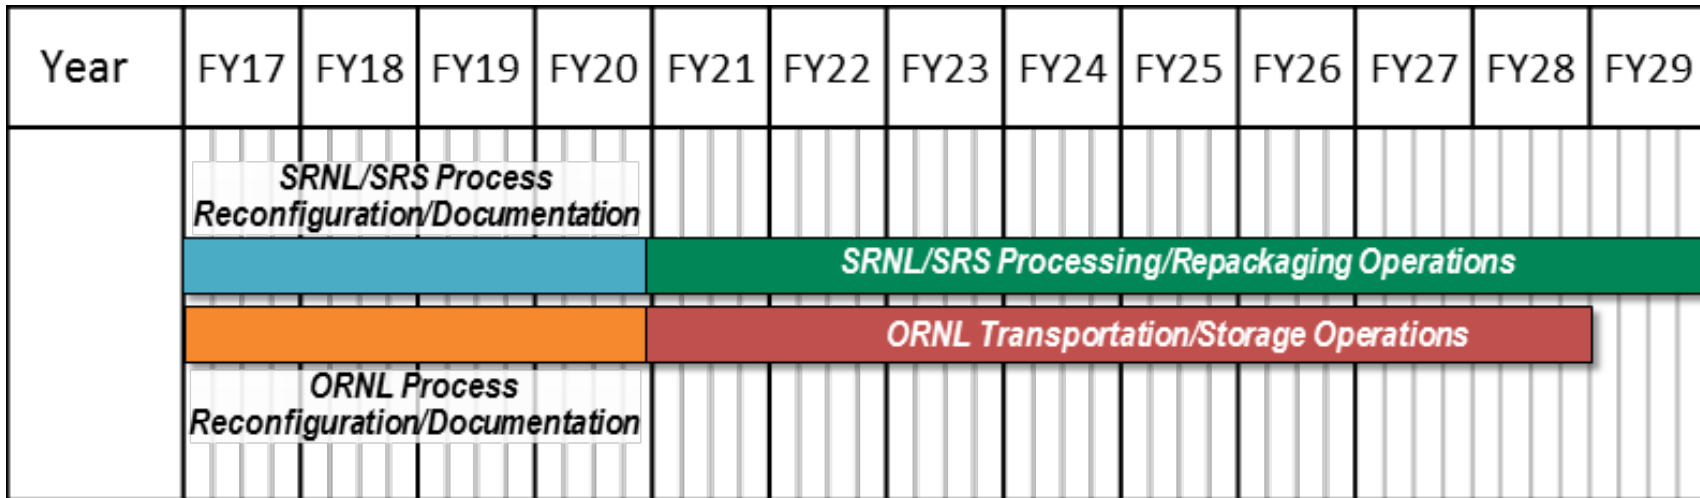 Year FY17 FY18 FY19 FY20 FY21 FY22 FY23 FY24 FY25 FY26 FY27 FY28 FY29
SRNL/SRS Process
Reconfiguration/Documentation
SRNL/SRS Processing/Repackaging Operations
ORNL Transportation/Storage Operations
ORNL Process
Reconfiguration/Documentation